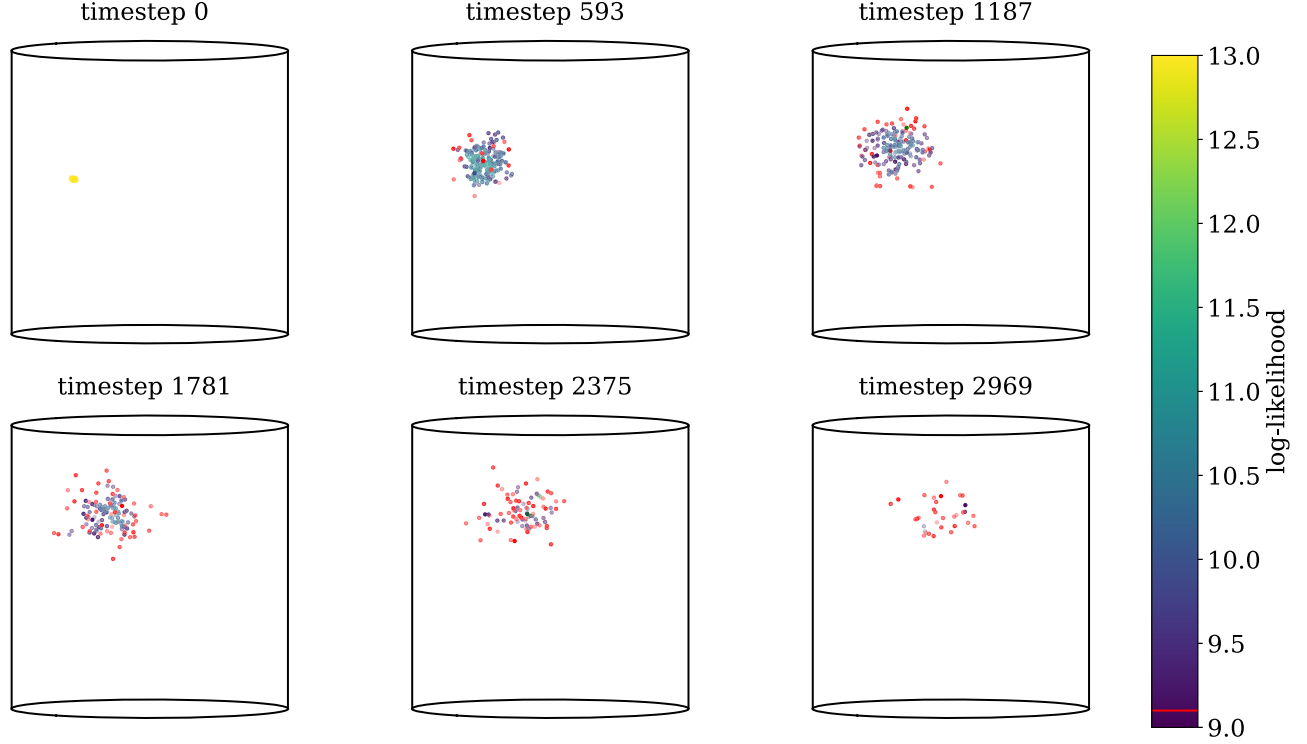 timestep 0
timestep 593
timestep 1187
timestep 1781
timestep 2375
timestep 2969
13.0
12.5
12.0
11.5
11.0
10.5
10.0
9.5
9.0
log-likelihood